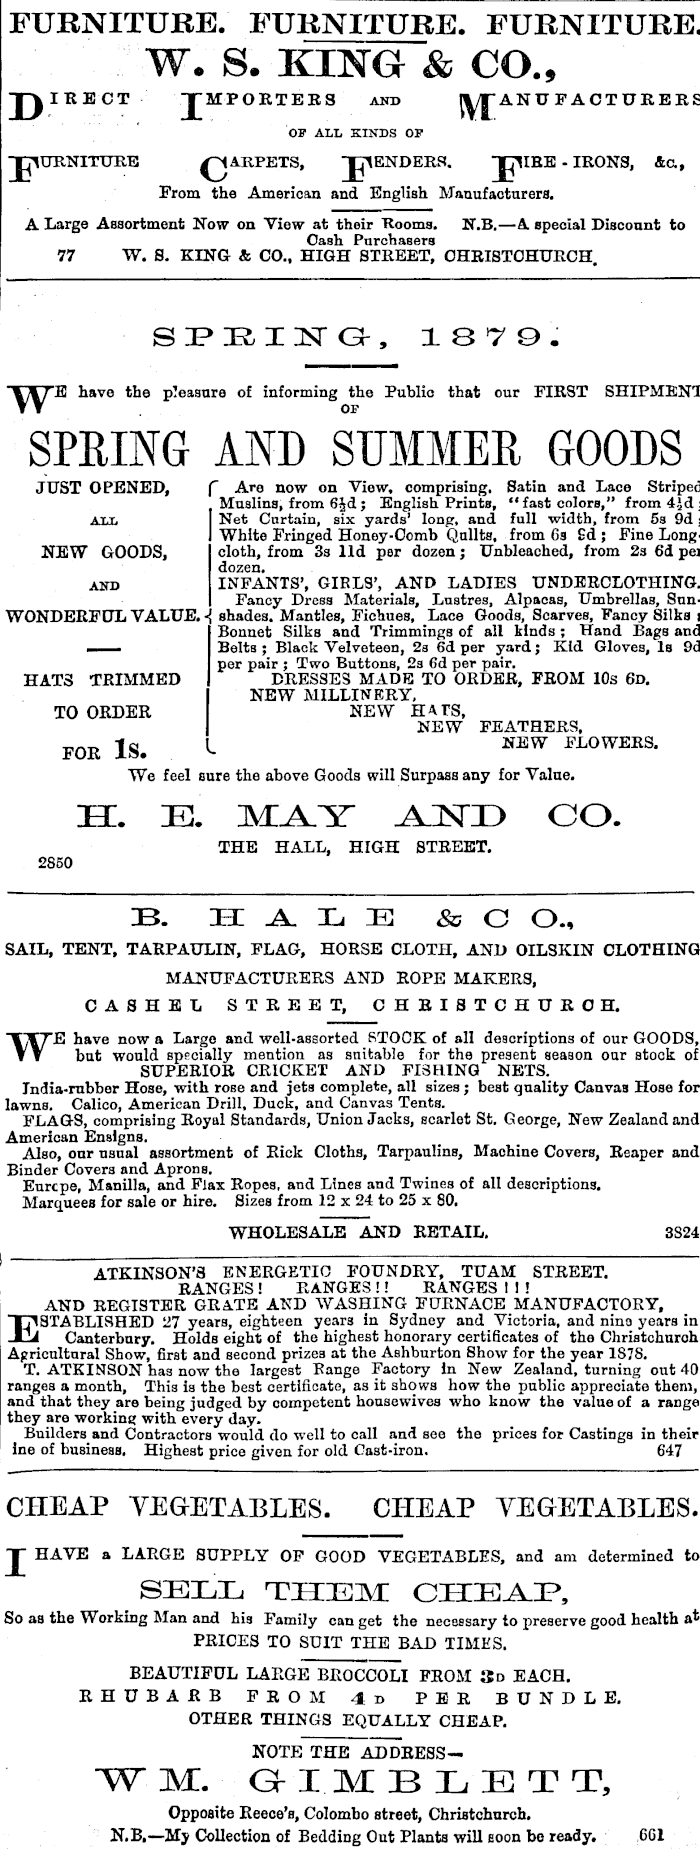 FURNITURE. FURNITURE. FURNITURE.
W. S. KING & CO.,
DIRECT IMPORTERS AND MANUFACTURERS
OF ALL KINDS OF
FURNITURE CARPETS, FENDERS. FIRE-IRONS, &c.,
From the American and English Manufacturers.
A Large Assortment Now on View at their Rooms. N.B.—A special Discount to
Cash Purchasers
77 W. S. KING & CO., HIGH STREET, CHRISTCHURCH.
SPRING, 1879.
WE have the pleasure of informing the Public that our FIRST SHIPMENT
OF
SPRING AND SUMMER GOODS
JUST OPENED,
ALL
NEW GOODS,
AND
WONDERFUL VALUE.
HATS TRIMMED
TO ORDER
FOR 1s.
Are now on View, comprising, Satin and Lace Striped
Muslins, from 6½d; English Prints, "fast colors," from 4½d;
Net Curtain, six yards' long, and full width, from 5s 9d;
White Fringed Honey-Comb Quilts, from 6s 6d; Fine Long-
cloth, from 3s 11d per dozen; Unbleached, from 2s 6d per
dozen.
INFANTS', GIRLS', AND LADIES UNDERCLOTHING.
Fancy Dress Materials, Lustres, Alpacas, Umbrellas, Sun-
shades. Mantles, Fichues, Lace Goods, Scarves, Fancy Silks;
Bonnet Silks and Trimmings of all kinds; Hand Bags and
Belts; Black Velveteen, 2s 6d per yard; Kid Gloves, 1s 9d
per pair; Two Buttons, 2s 6d per pair.
DRESSES MADE TO ORDER, FROM 10s 6D.
NEW MILLINERY,
NEW HATS,
NEW FEATHERS,
NEW FLOWERS.
We feel sure the above Goods will Surpass any for Value.
H. E. MAY AND CO.
THE HALL, HIGH STREET.
2850
B. HALE & CO.,
SAIL, TENT, TARPAULIN, FLAG, HORSE CLOTH, AND OILSKIN CLOTHING
MANUFACTURERS AND ROPE MAKERS,
CASHEL STREET, CHRISTCHURCH.
WE have now a Large and well-assorted STOCK of all descriptions of our GOODS,
but would specially mention as suitable for the present season our stock of
SUPERIOR CRICKET AND FISHING NETS.
India-rubber Hose, with rose and jets complete, all sizes; best quality Canvas Hose for
lawns. Calico, American Drill, Duck, and Canvas Tents.
FLAGS, comprising Royal Standards, Union Jacks, scarlet St. George, New Zealand and
American Ensigns.
Also, our usual assortment of Rick Cloths, Tarpaulins, Machine Covers, Reaper and
Binder Covers and Aprons.
Europe, Manilla, and Flax Ropes, and Lines and Twines of all descriptions.
Marquees for sale or hire. Sizes from 12 x 24 to 25 x 80.
WHOLESALE AND RETAIL. 3824
ATKINSON'S ENERGETIC FOUNDRY, TUAM STREET.
RANGES! RANGES!! RANGES!!!
AND REGISTER GRATE AND WASHING FURNACE MANUFACTORY,
ESTABLISHED 27 years, eighteen years in Sydney and Victoria, and nine years in
Canterbury. Holds eight of the highest honorary certificates of the Christchurch
Agricultural Show, first and second prizes at the Ashburton Show for the year 1878.
T. ATKINSON has now the largest Range Factory in New Zealand, turning out 40
ranges a month, This is the best certificate, as it shows how the public appreciate them,
and that they are being judged by competent housewives who know the value of a range
they are working with every day.
Builders and Contractors would do well to call and see the prices for Castings in their
ine of business. Highest price given for old Cast-iron. 647
CHEAP VEGETABLES. CHEAP VEGETABLES.
I HAVE a LARGE SUPPLY OF GOOD VEGETABLES, and am determined to
SELL THEM CHEAP,
So as the Working Man and his Family can get the necessary to preserve good health at
PRICES TO SUIT THE BAD TIMES.
BEAUTIFUL LARGE BROCCOLI FROM 3D EACH.
RHUBARB FROM 4D PER BUNDLE.
OTHER THINGS EQUALLY CHEAP.
NOTE THE ADDRESS—
WM. GIMBLETT,
Opposite Reece's, Colombo street, Christchurch.
N.B.—My Collection of Bedding Out Plants will soon be ready. 661